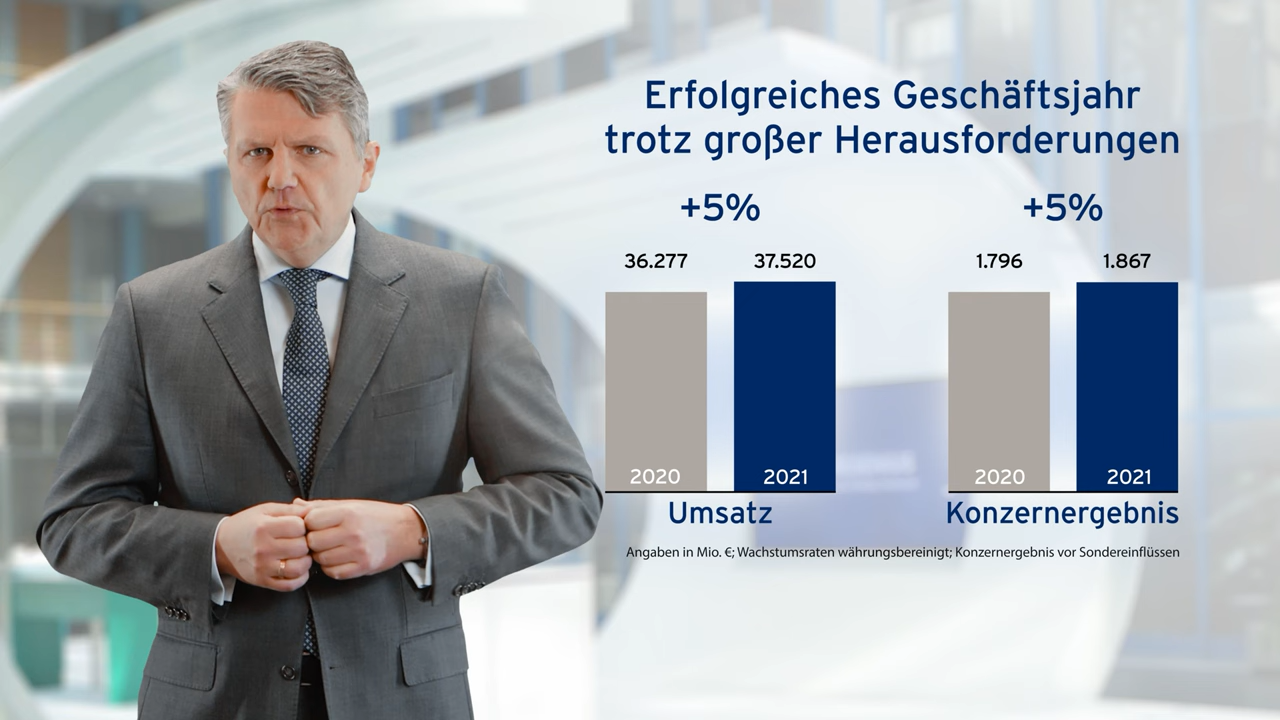 Erfolgreiches Geschäftsjahr
trotz großer Herausforderungen
+5%
36.277
37.520
2020
2021
Umsatz
+5%
1.796
1.867
2020
2021
Konzernergebnis
Angaben in Mio. €; Wachstumsraten währungsbereinigt; Konzernergebnis vor Sondereinflüssen